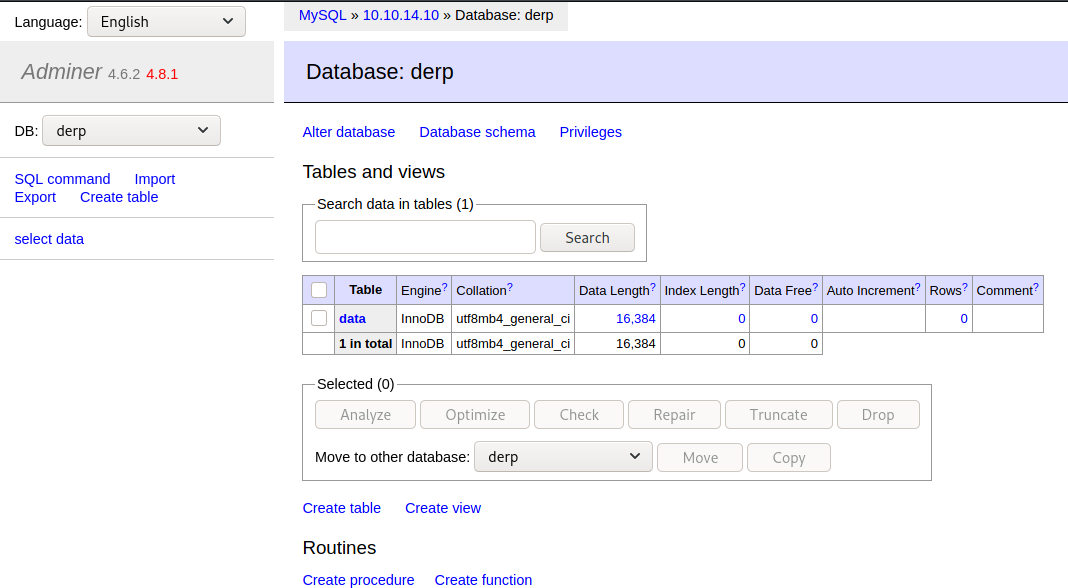 Language: English
MySQL » 10.10.14.10 » Database: derp
Adminer 4.6.2 4.8.1
Database: derp
DB: derp
Alter database Database schema Privileges
SQL command Import
Export Create table
select data
Tables and views
Search data in tables (1)
Search
Table Engine? Collation? Data Length? Index Length? Data Free? Auto Increment? Rows? Comment?
data InnoDB utf8mb4_general_ci 16,384 0 0 0
1 in total InnoDB utf8mb4_general_ci 16,384 0 0
Selected (0)
Analyze Optimize Check Repair Truncate Drop
Move to other database: derp Move Copy
Create table Create view
Routines
Create procedure Create function